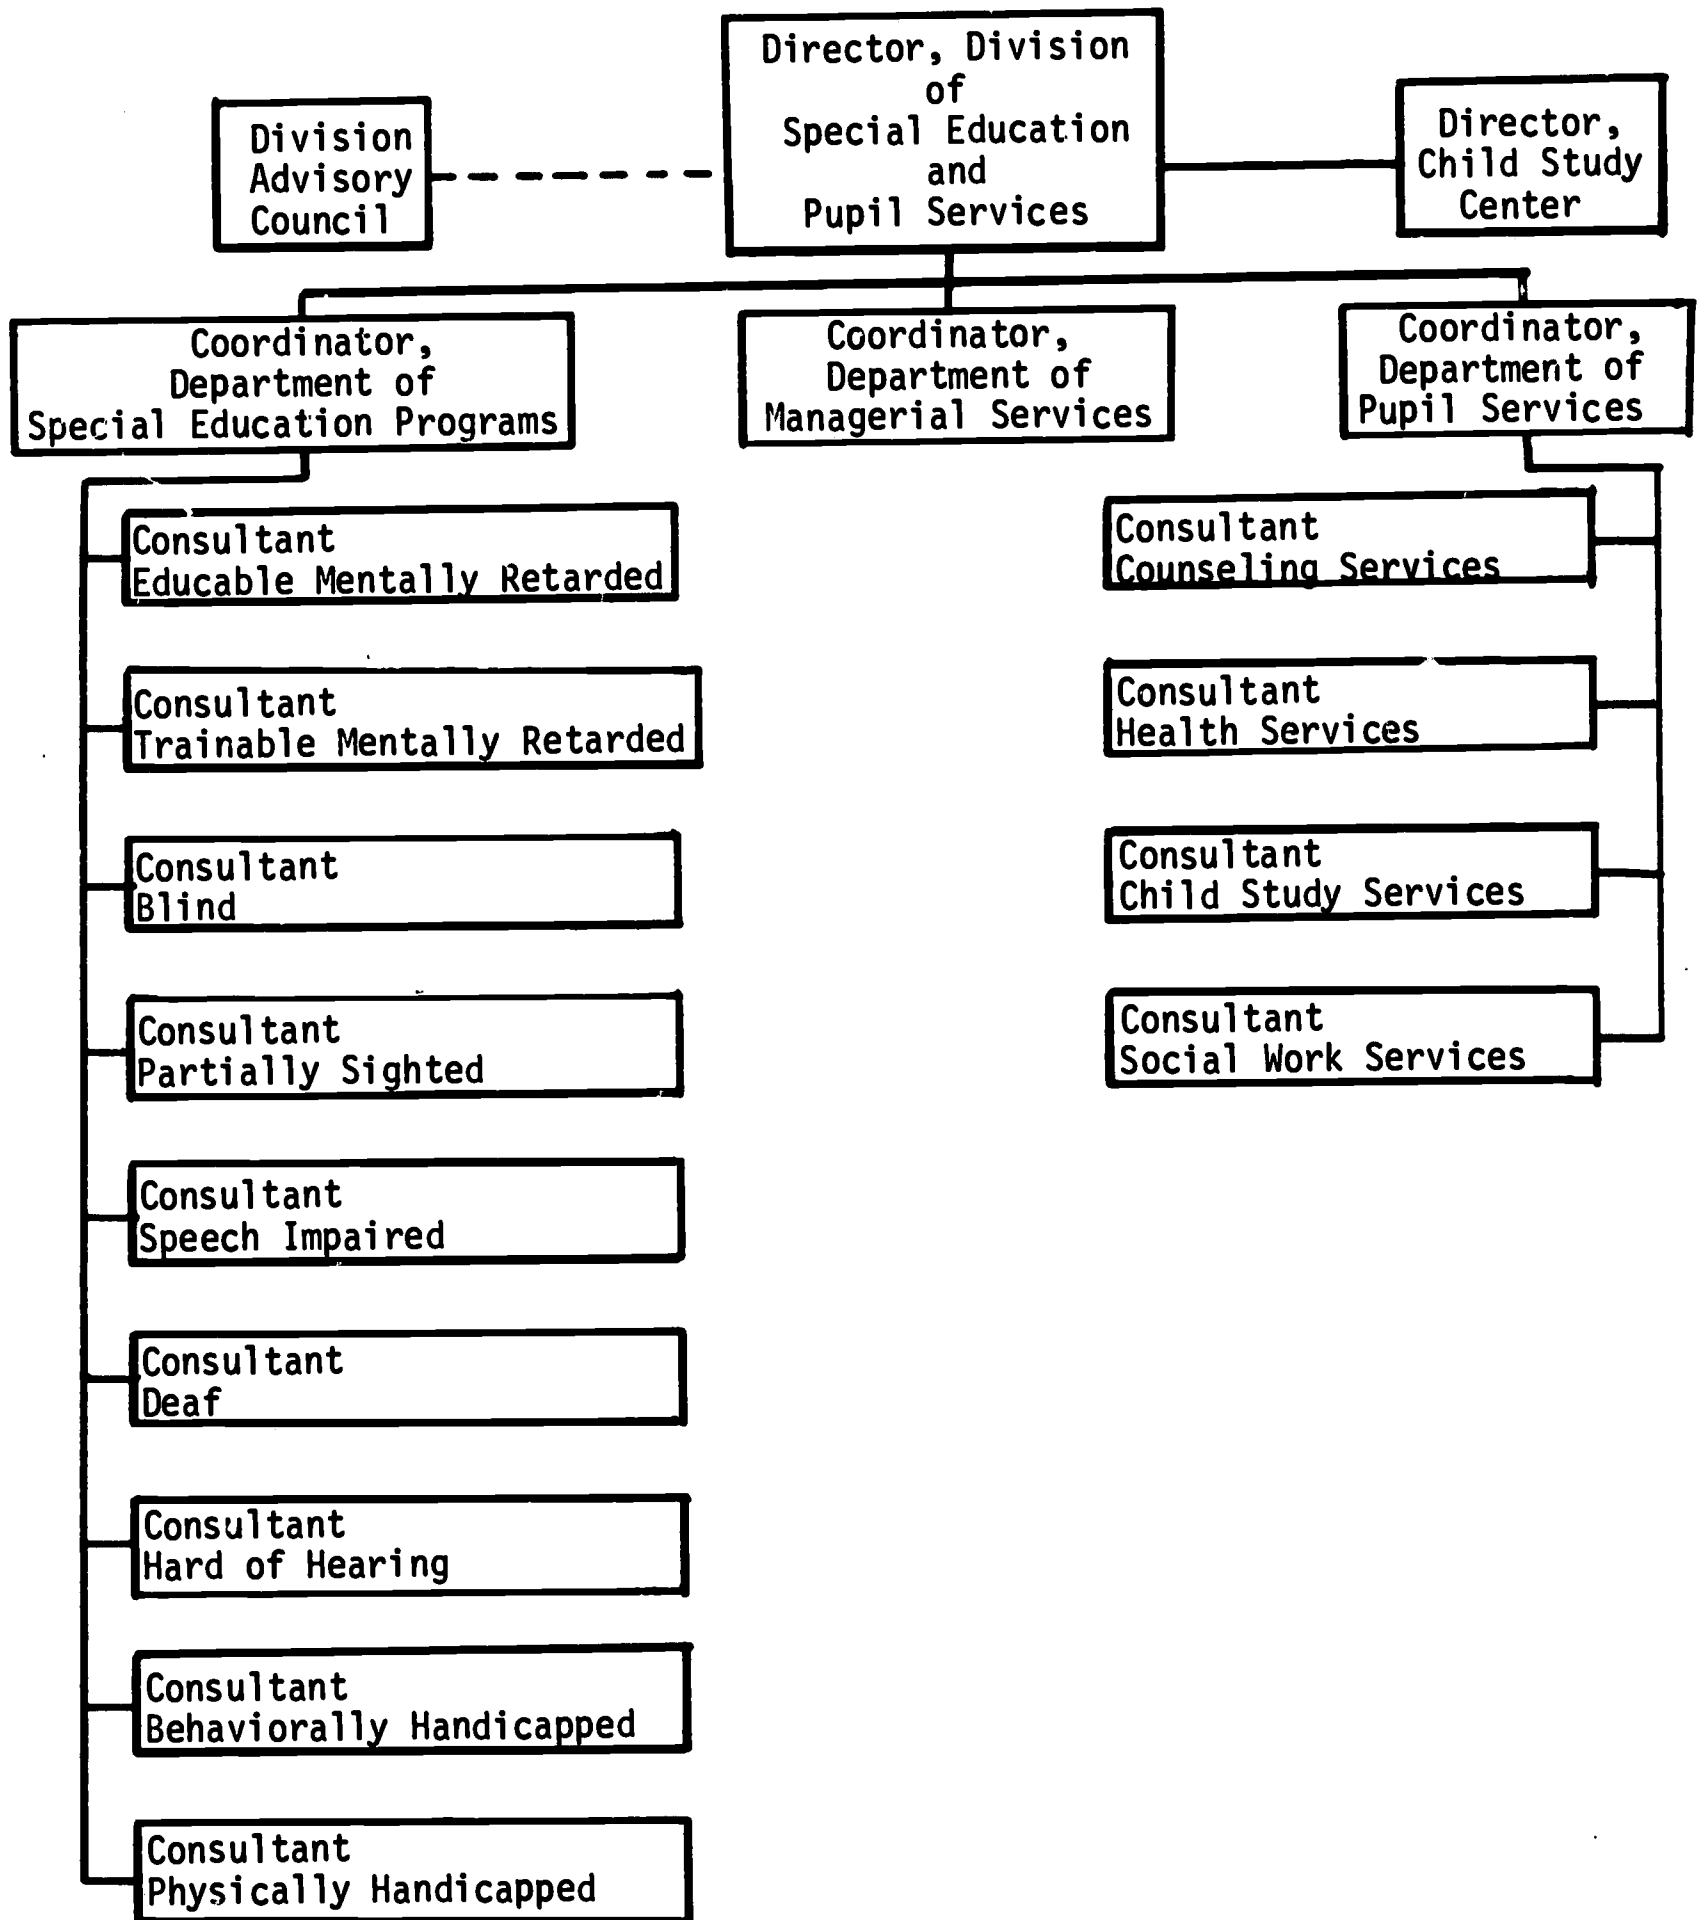 Director, Division
of
Special Education
and
Pupil Services
Division
Advisory
Council
Director,
Child Study
Center
Coordinator,
Department of
Special Education Programs
Coordinator,
Department of
Managerial Services
Coordinator,
Department of
Pupil Services
Consultant
Educable Mentally Retarded
Consultant
Trainable Mentally Retarded
Consultant
Blind
Consultant
Partially Sighted
Consultant
Speech Impaired
Consultant
Deaf
Consultant
Hard of Hearing
Consultant
Behaviorally Handicapped
Consultant
Physically Handicapped
Consultant
Counseling Services
Consultant
Health Services
Consultant
Child Study Services
Consultant
Social Work Services